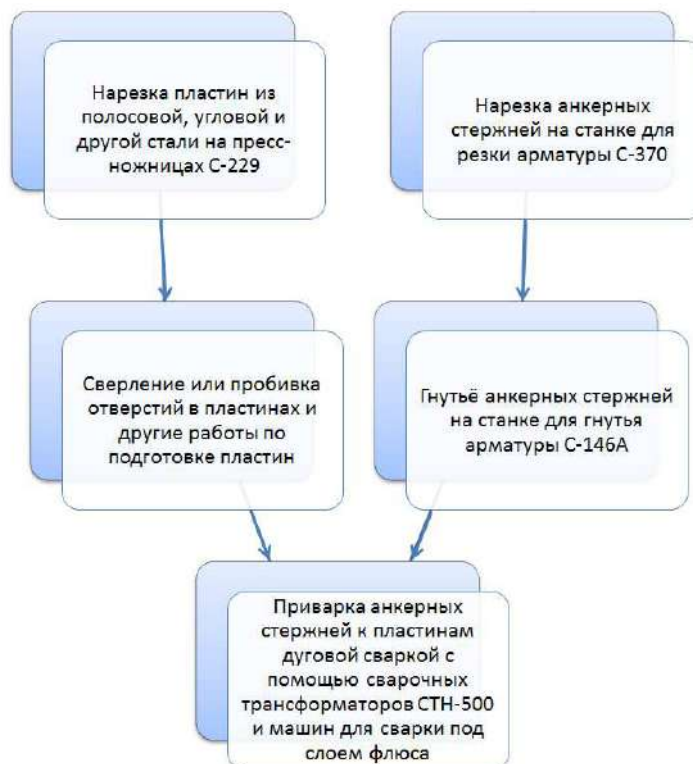 Нарезка пластин из
полосовой, угловой и
другой стали на пресс-
ножницах С-229
Нарезка анкерных
стержней на станке для
резки арматуры С-370
Сверление или пробивка
отверстий в пластинах и
другие работы по
подготовке пластин
Гнутьё анкерных стержней
на станке для гнутья
арматуры С-146А
Приварка анкерных
стержней к пластинам
дуговой сваркой с
помощью сварочных
трансформаторов СТН-500
и машин для сварки под
слоем флюса